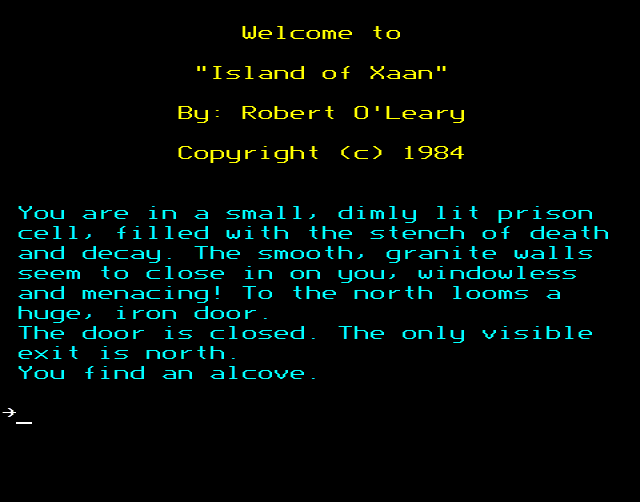 Welcome to
"Island of Xaan"
By: Robert O'Leary
Copyright (c) 1984
You are in a small, dimly lit prison
cell, filled with the stench of death
and decay. The smooth, granite walls
seem to close in on you, windowless
and menacing! To the north looms a
huge, iron door.
The door is closed. The only visible
exit is north.
You find an alcove.
→_